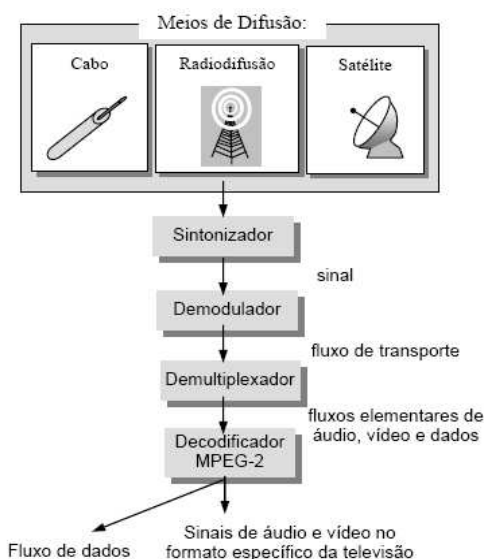 Meios de Difusão:
Cabo
Radiodifusão
Satélite
Sintonizador
sinal
Demodulador
fluxo de transporte
Demultiplexador
fluxos elementares de
áudio, vídeo e dados
Decodificador
MPEG-2
Fluxo de dados
Sinais de áudio e vídeo no
formato específico da televisão